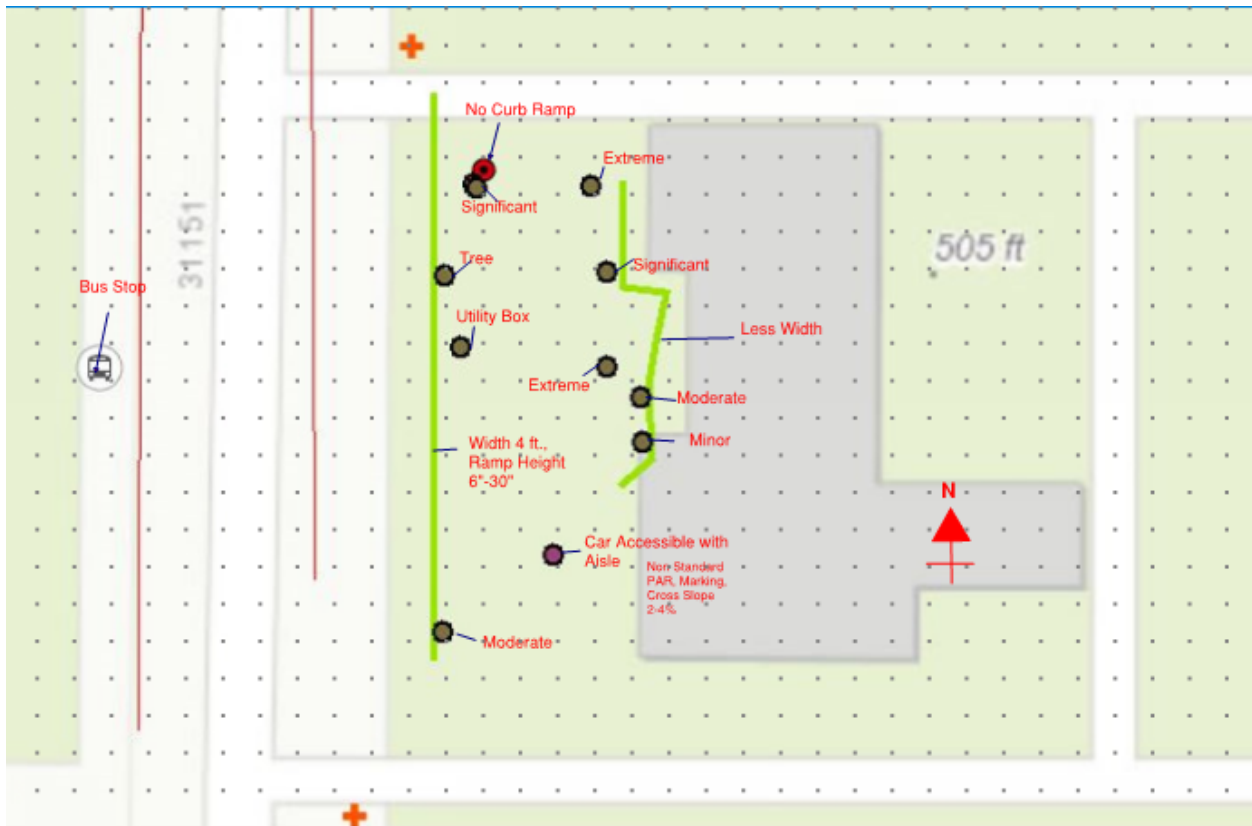 No Curb Ramp
Extreme
Significant
31151
505 ft
Tree
Significant
Bus Stop
Utility Box
Less Width
Extreme
Moderate
Width 4 ft.,
Ramp Height
6"-30"
Minor
N
Car Accessible with
Aisle
Non Standard
PAR, Marking,
Cross Slope
2-4%
Moderate